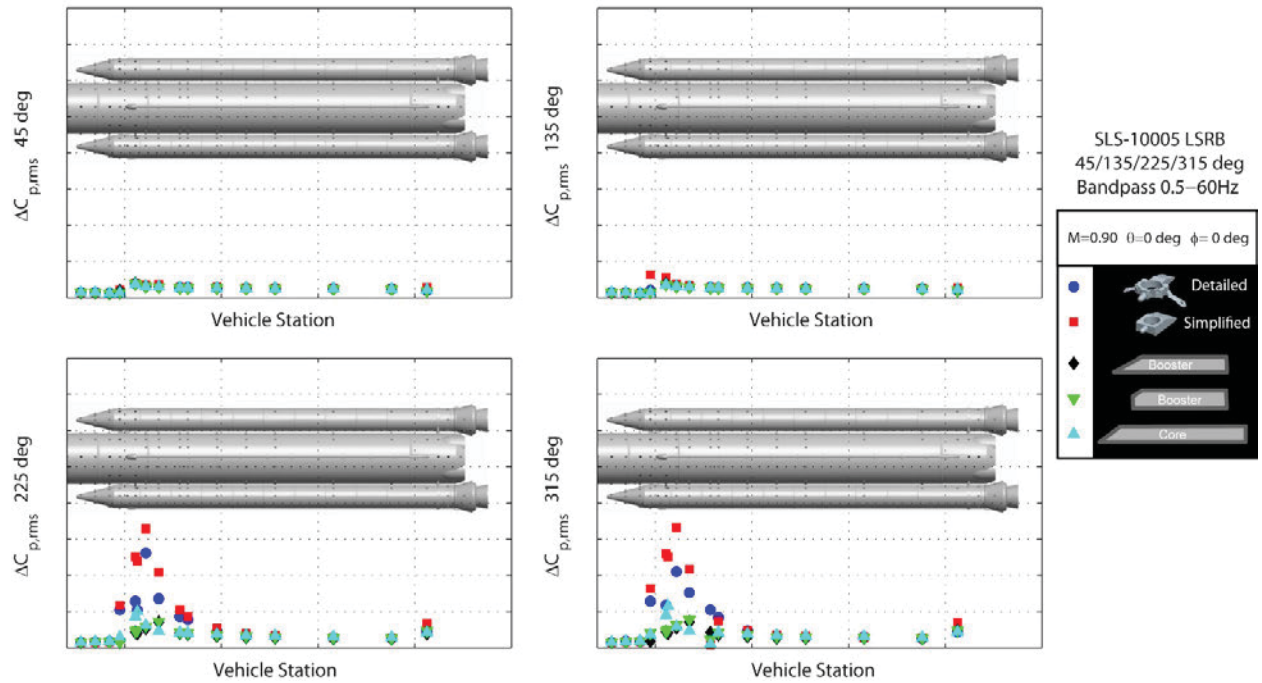 ΔC p,rms 45 deg
Vehicle Station
ΔC p,rms 135 deg
Vehicle Station
SLS-10005 LSRB
45/135/225/315 deg
Bandpass 0.5–60Hz
M=0.90 θ=0 deg ϕ= 0 deg
Detailed
Simplified
Booster
Booster
Core
ΔC p,rms 225 deg
Vehicle Station
ΔC p,rms 315 deg
Vehicle Station